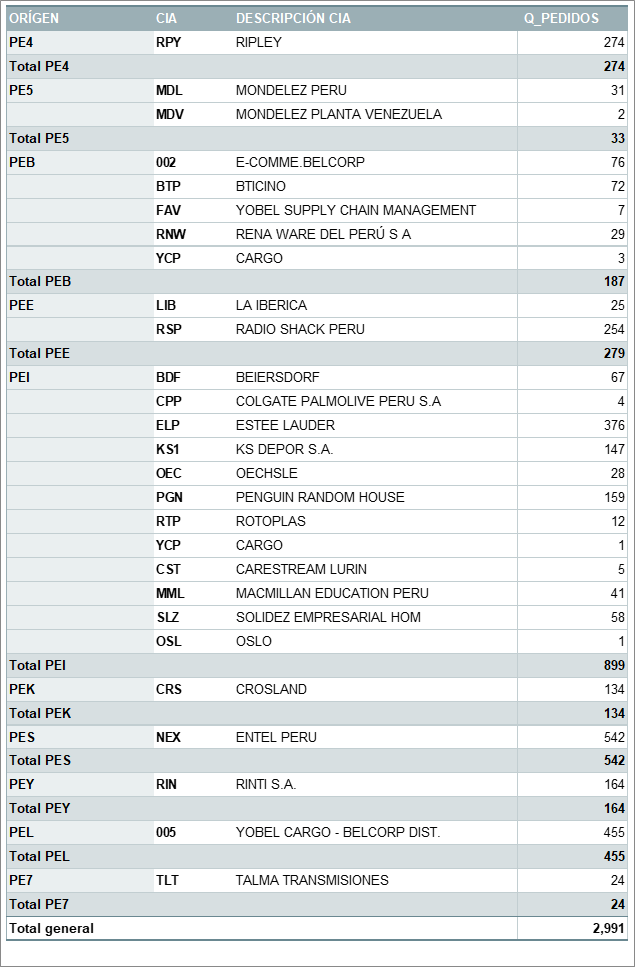 ORÍGEN CIA DESCRIPCIÓN CIA Q_PEDIDOS
PE4 RPY RIPLEY 274
Total PE4 274
PE5 MDL MONDELEZ PERU 31
MDV MONDELEZ PLANTA VENEZUELA 2
Total PE5 33
PEB 002 E-COMME.BELCORP 76
BTP BTICINO 72
FAV YOBEL SUPPLY CHAIN MANAGEMENT 7
RNW RENA WARE DEL PERÚ S A 29
YCP CARGO 3
Total PEB 187
PEE LIB LA IBERICA 25
RSP RADIO SHACK PERU 254
Total PEE 279
PEI BDF BEIERSDORF 67
CPP COLGATE PALMOLIVE PERU S.A 4
ELP ESTEE LAUDER 376
KS1 KS DEPOR S.A. 147
OEC OECHSLE 28
PGN PENGUIN RANDOM HOUSE 159
RTP ROTOPLAS 12
YCP CARGO 1
CST CARESTREAM LURIN 5
MML MACMILLAN EDUCATION PERU 41
SLZ SOLIDEZ EMPRESARIAL HOM 58
OSL OSLO 1
Total PEI 899
PEK CRS CROSLAND 134
Total PEK 134
PES NEX ENTEL PERU 542
Total PES 542
PEY RIN RINTI S.A. 164
Total PEY 164
PEL 005 YOBEL CARGO - BELCORP DIST. 455
Total PEL 455
PE7 TLT TALMA TRANSMISIONES 24
Total PE7 24
Total general 2,991